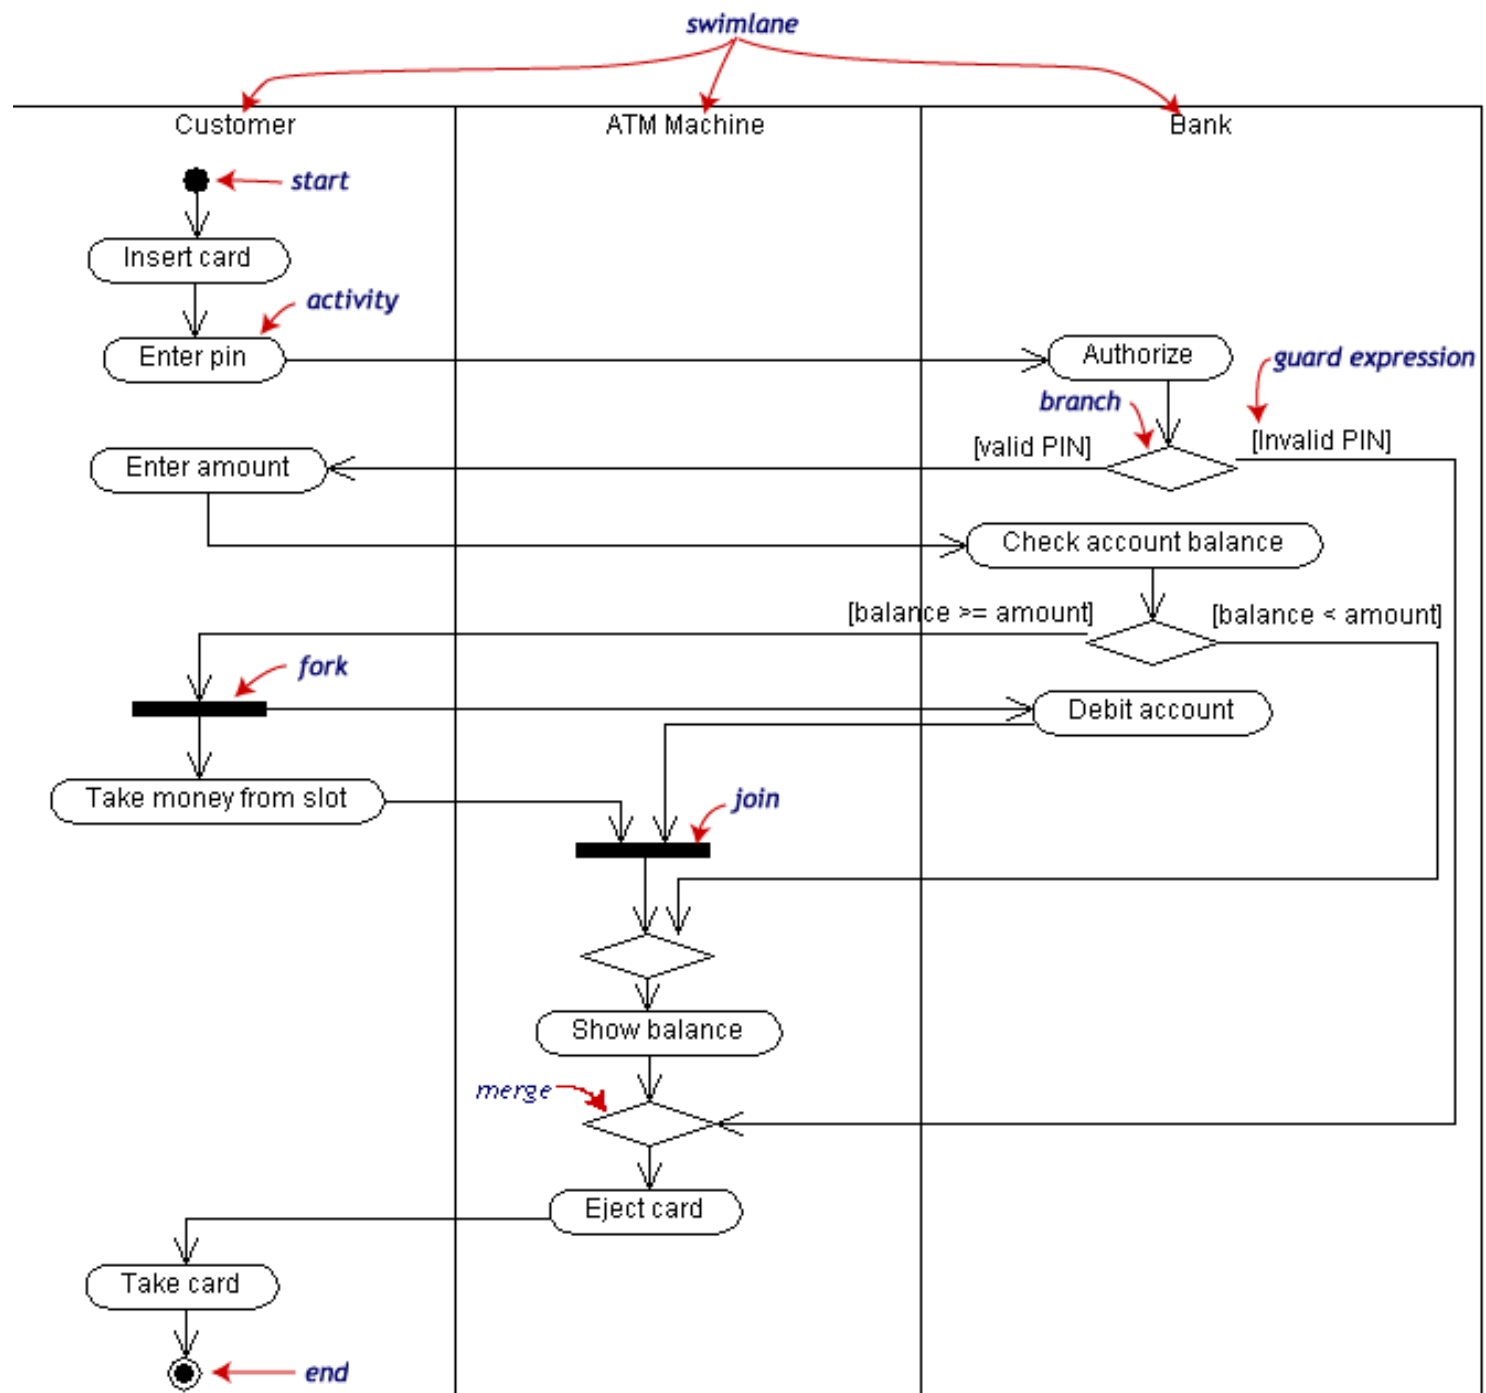 swimlane
Customer
ATM Machine
Bank
start
Insert card
activity
Enter pin
Authorize
guard expression
branch
[valid PIN]
[Invalid PIN]
Enter amount
Check account balance
[balance >= amount]
[balance < amount]
fork
Debit account
Take money from slot
join
Show balance
merge
Eject card
Take card
end